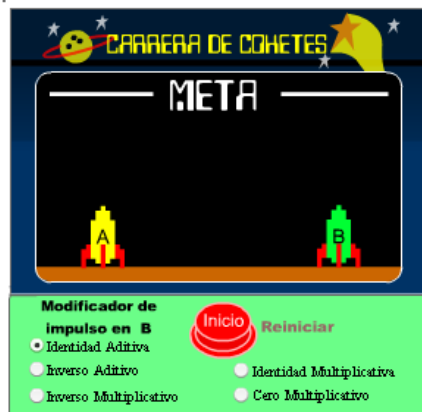 CARRERA DE COHETES
META
A
B
Modificador de
impulso en B
Inicio
Reiniciar
Identidad Aditiva
Inverso Aditivo
Identidad Multiplicativa
Inverso Multiplicativo
Cero Multiplicativo